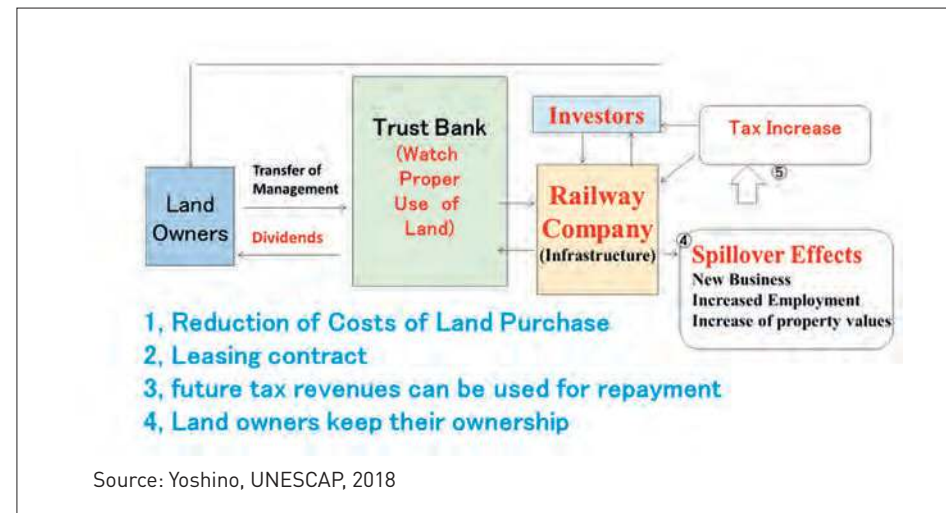 Land
Owners
Transfer of
Management
Dividends
Trust Bank
(Watch
Proper
Use of
Land)
Investors
Railway
Company
(Infrastructure)
Tax Increase
⑤
④
Spillover Effects
New Business
Increased Employment
Increase of property values
1, Reduction of Costs of Land Purchase
2, Leasing contract
3, future tax revenues can be used for repayment
4, Land owners keep their ownership
Source: Yoshino, UNESCAP, 2018